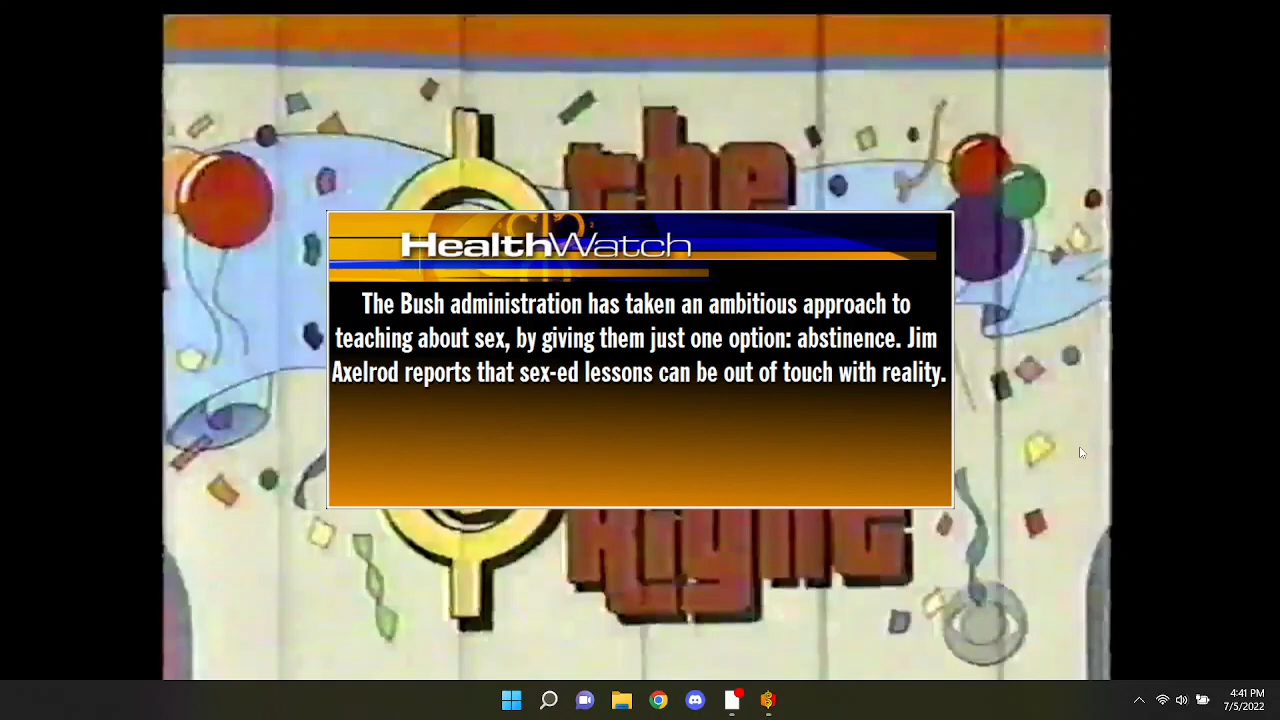 the
HealthWatch
The Bush administration has taken an ambitious approach to
teaching about sex, by giving them just one option: abstinence. Jim
Axelrod reports that sex-ed lessons can be out of touch with reality.
Right
4:41 PM
7/5/2022